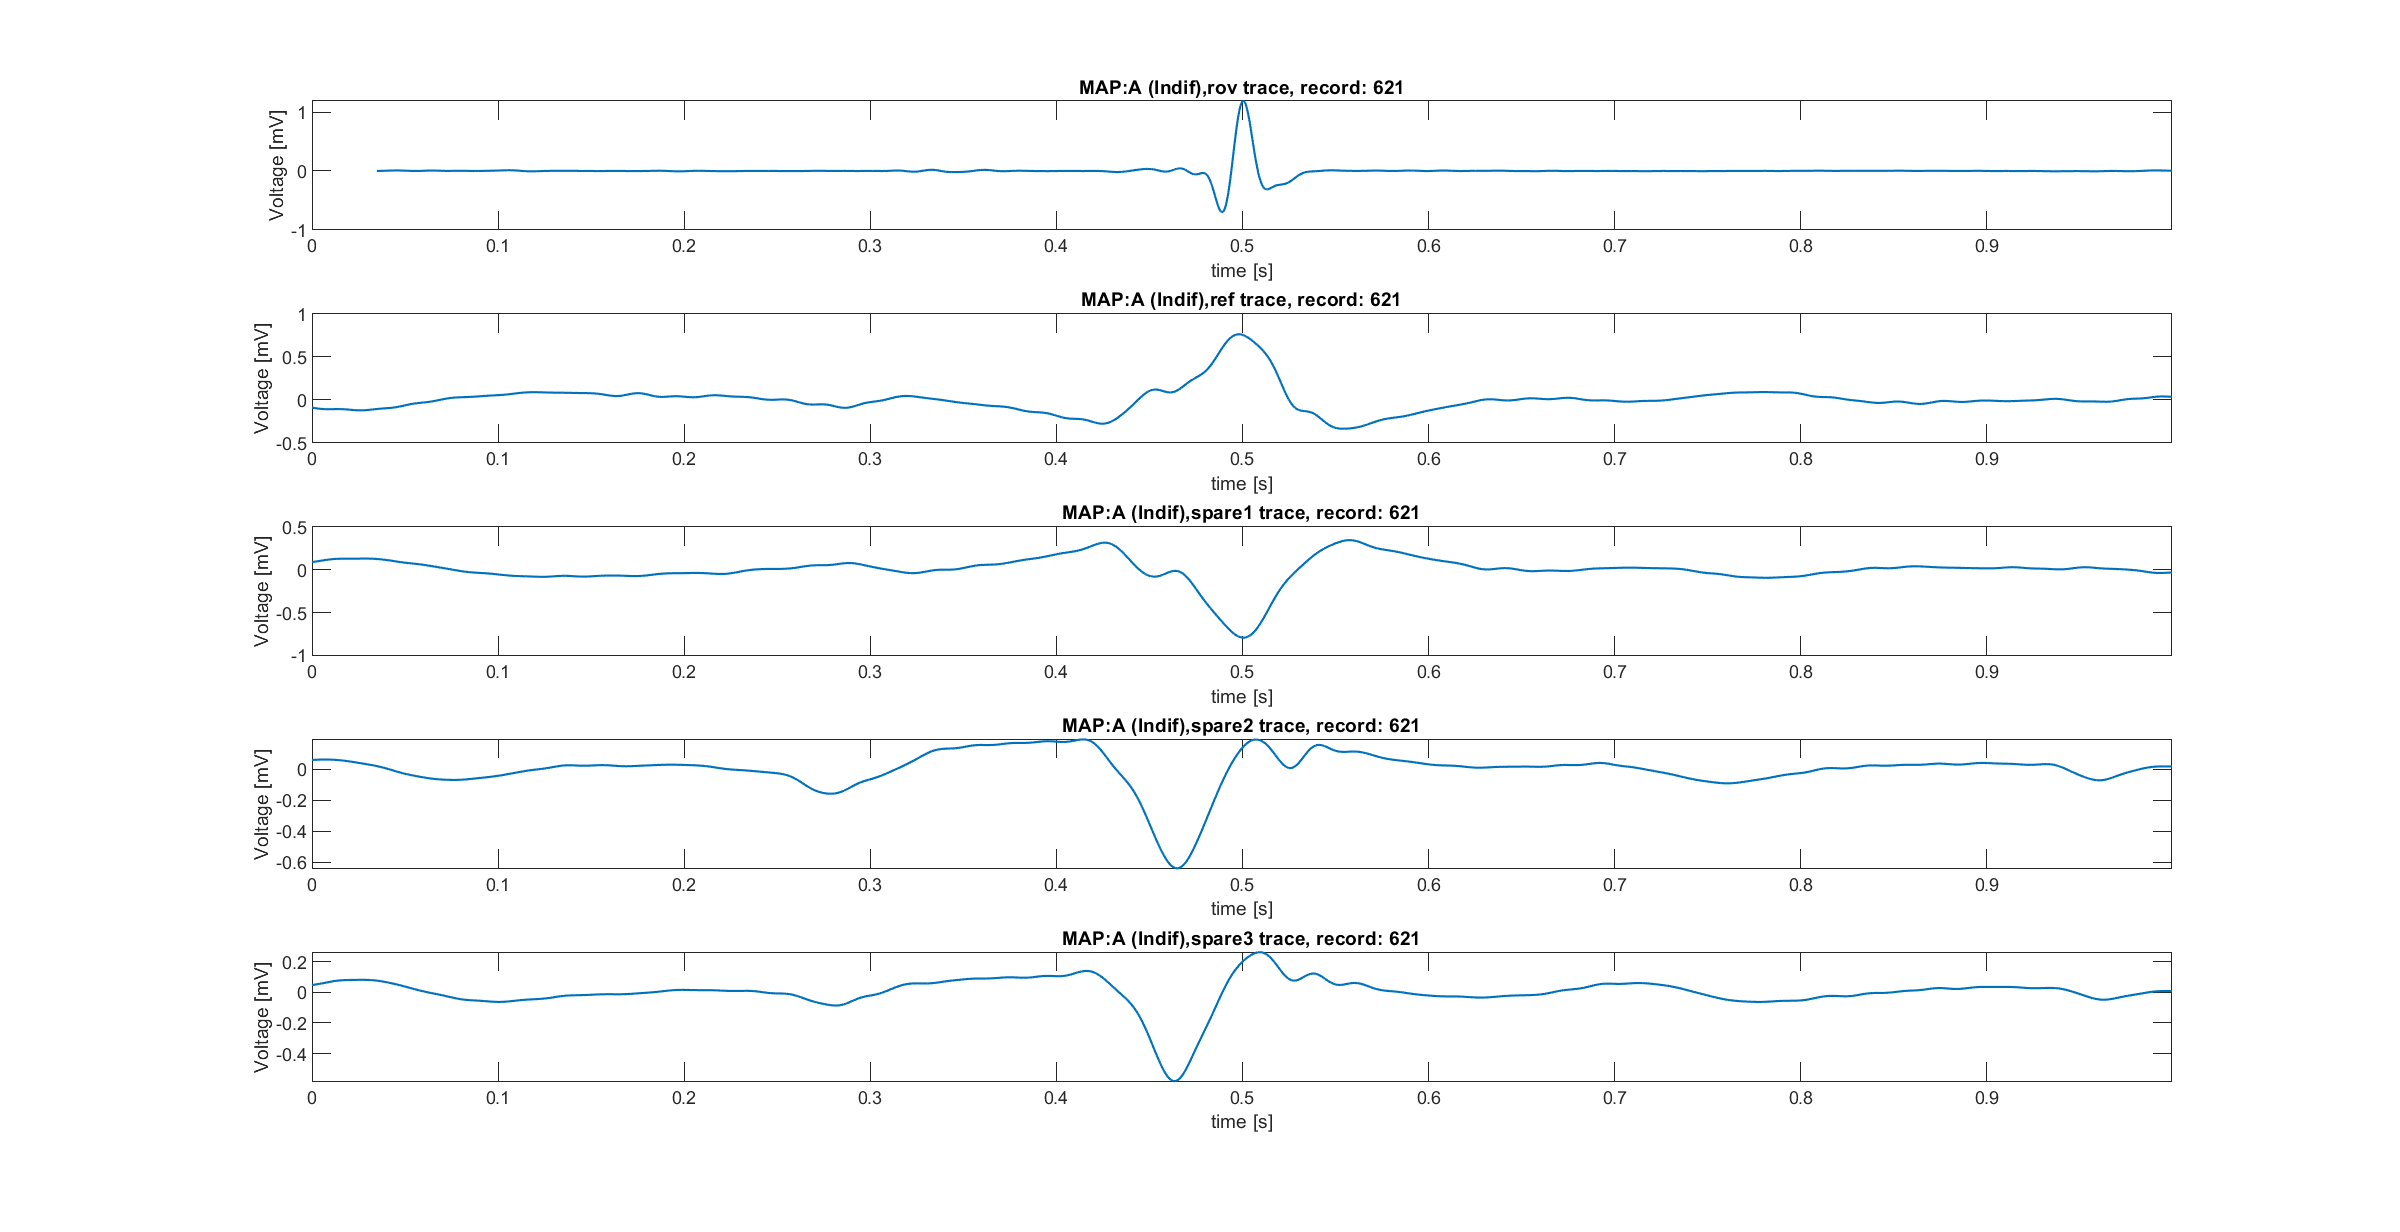 MAP:A (Indif),rov trace, record: 621
Voltage [mV]
1
0
-1
0 0.1 0.2 0.3 0.4 0.5 0.6 0.7 0.8 0.9
time [s]
MAP:A (Indif),ref trace, record: 621
Voltage [mV]
1
0.5
0
-0.5
0 0.1 0.2 0.3 0.4 0.5 0.6 0.7 0.8 0.9
time [s]
MAP:A (Indif),spare1 trace, record: 621
Voltage [mV]
0.5
0
-0.5
-1
0 0.1 0.2 0.3 0.4 0.5 0.6 0.7 0.8 0.9
time [s]
MAP:A (Indif),spare2 trace, record: 621
Voltage [mV]
0
-0.2
-0.4
-0.6
0 0.1 0.2 0.3 0.4 0.5 0.6 0.7 0.8 0.9
time [s]
MAP:A (Indif),spare3 trace, record: 621
Voltage [mV]
0.2
0
-0.2
-0.4
0 0.1 0.2 0.3 0.4 0.5 0.6 0.7 0.8 0.9
time [s]